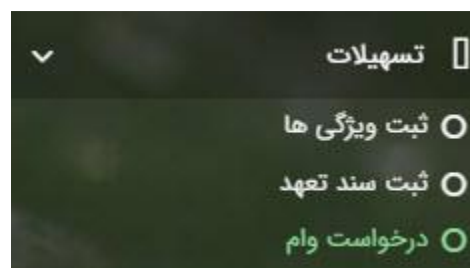 تسهیلات
ثبت ویژگی ها
ثبت سند تعهد
درخواست وام